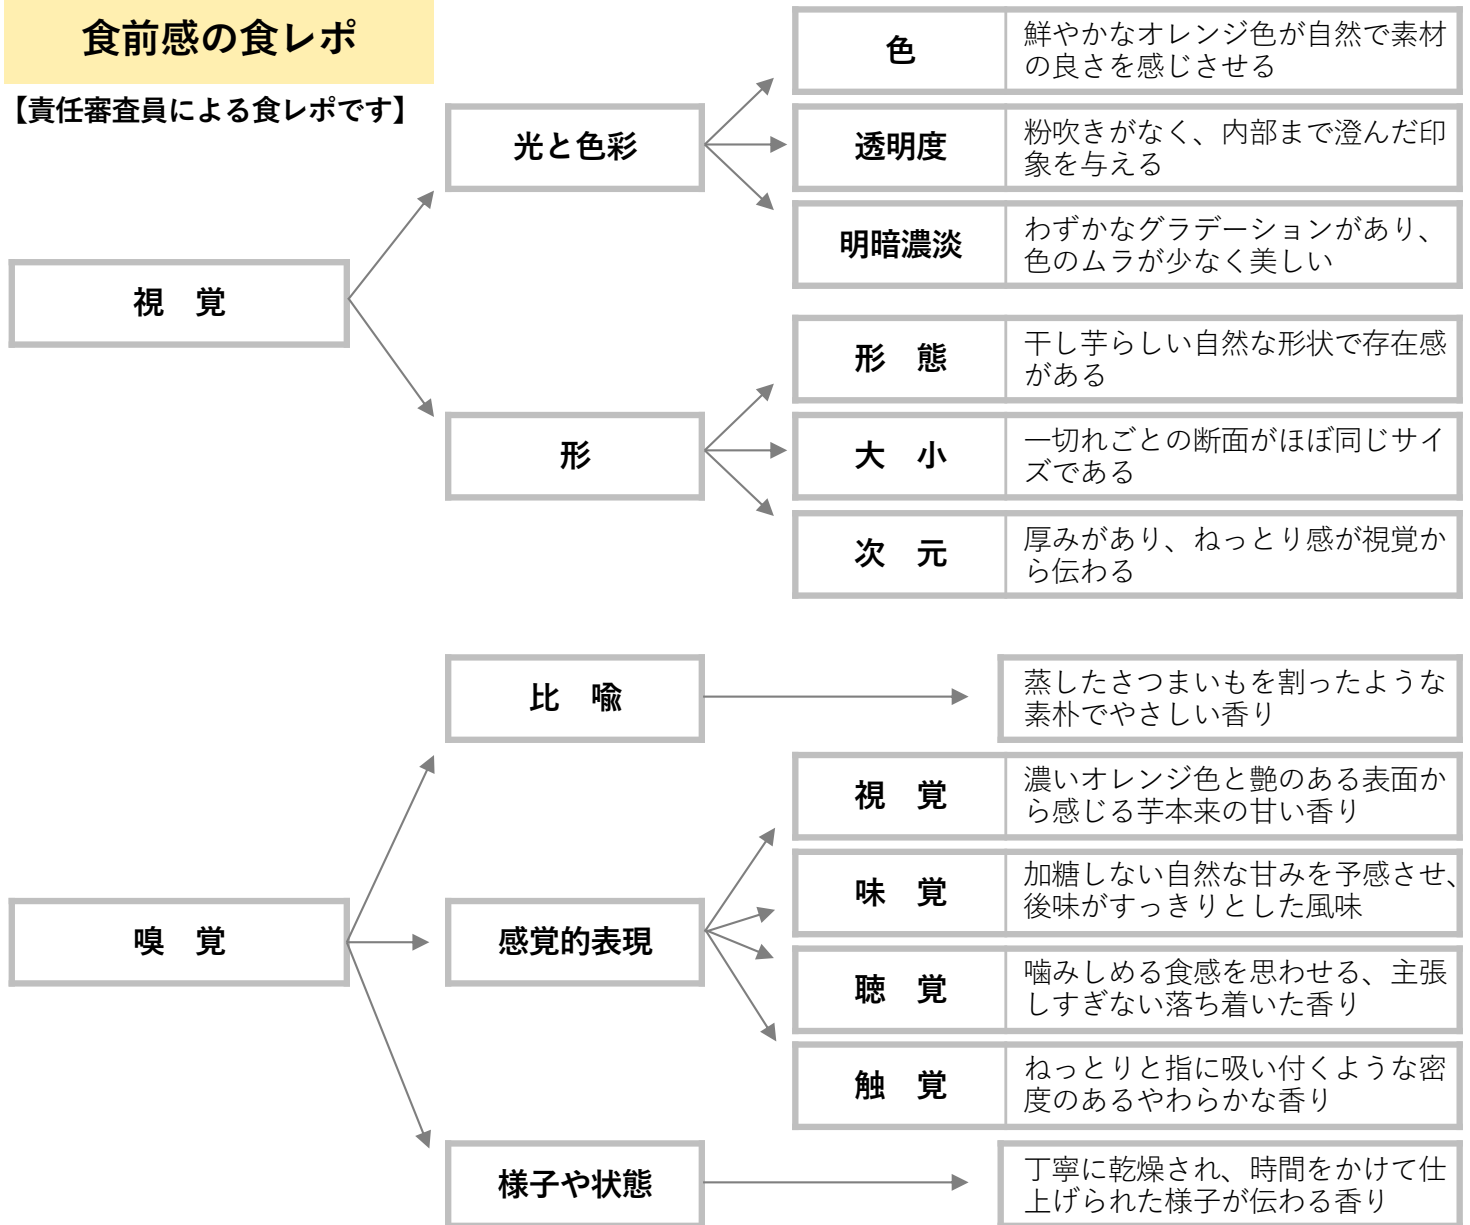 食前感の食レポ
【責任審査員による食レポです】
視　覚
光と色彩
色
鮮やかなオレンジ色が自然で素材
の良さを感じさせる
透明度
粉吹きがなく、内部まで澄んだ印
象を与える
明暗濃淡
わずかなグラデーションがあり、
色のムラが少なく美しい
形
形　態
干し芋らしい自然な形状で存在感
がある
大　小
一切れごとの断面がほぼ同じサイ
ズである
次　元
厚みがあり、ねっとり感が視覚か
ら伝わる
嗅　覚
比　喩
蒸したさつまいもを割ったような
素朴でやさしい香り
感覚的表現
視　覚
濃いオレンジ色と艶のある表面か
ら感じる芋本来の甘い香り
味　覚
加糖しない自然な甘みを予感させ、
後味がすっきりとした風味
聴　覚
噛みしめる食感を思わせる、主張
しすぎない落ち着いた香り
触　覚
ねっとりと指に吸い付くような密
度のあるやわらかな香り
様子や状態
丁寧に乾燥され、時間をかけて仕
上げられた様子が伝わる香り